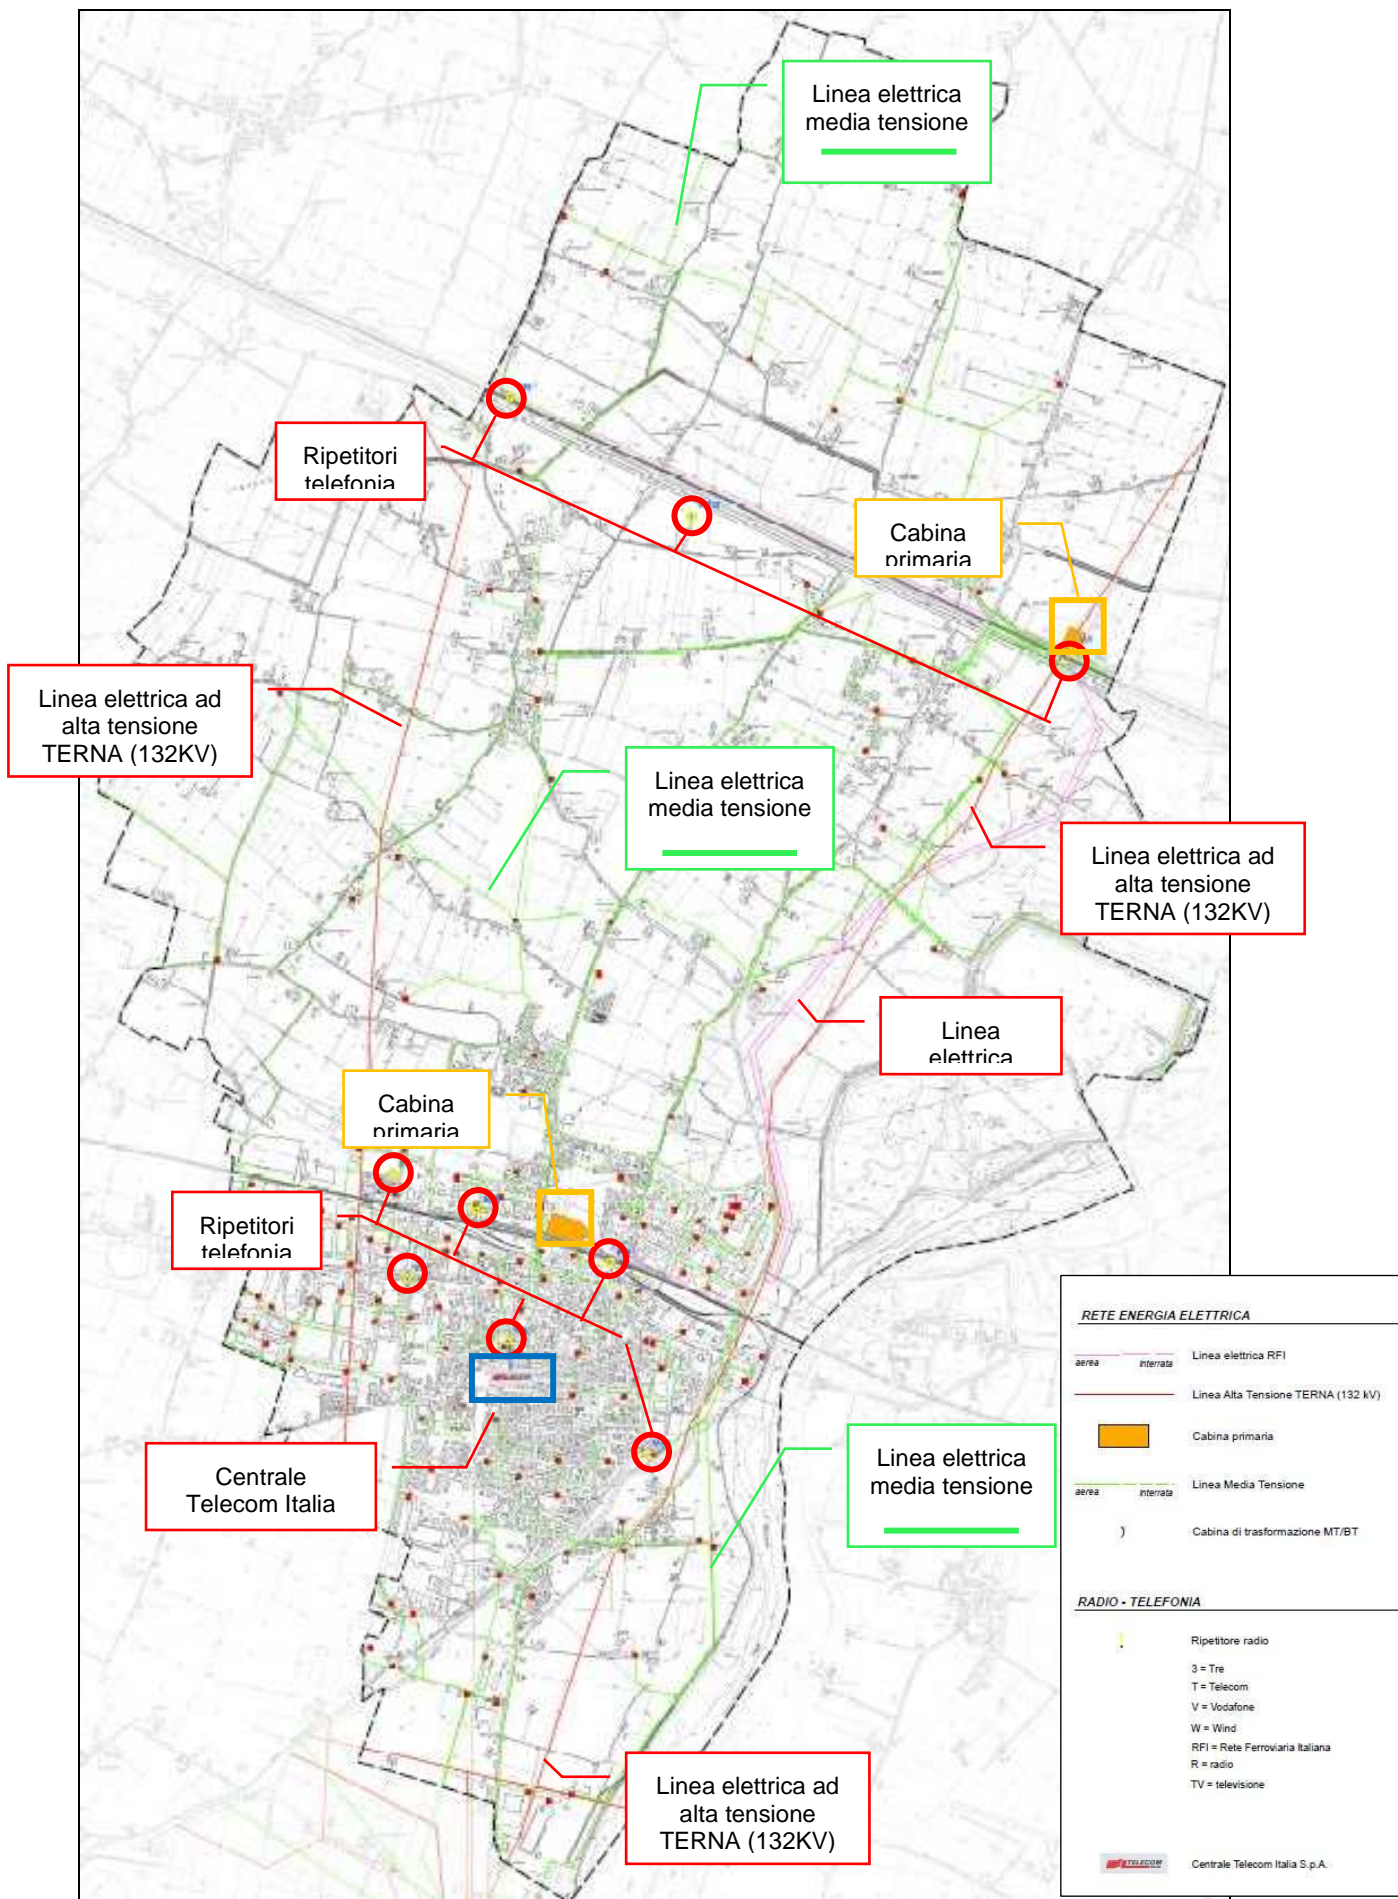 Linea elettrica
media tensione
Ripetitori
telefonia
Cabina
primaria
Linea elettrica ad
alta tensione
TERNA (132KV)
Linea elettrica
media tensione
Linea elettrica ad
alta tensione
TERNA (132KV)
Linea
elettrica
Cabina
primaria
Ripetitori
telefonia
Centrale
Telecom Italia
Linea elettrica
media tensione
Linea elettrica ad
alta tensione
TERNA (132KV)
RETE ENERGIA ELETTRICA
aerea interrata Linea elettrica RFI
Linea Alta Tensione TERNA (132 kV)
Cabina primaria
aerea interrata Linea Media Tensione
Cabina di trasformazione MT/BT
RADIO - TELEFONIA
Ripetitore radio
3 = Tre
T = Telecom
V = Vodafone
W = Wind
RFI = Rete Ferroviaria Italiana
R = radio
TV = televisione
TELECOM Centrale Telecom Italia S.p.A.